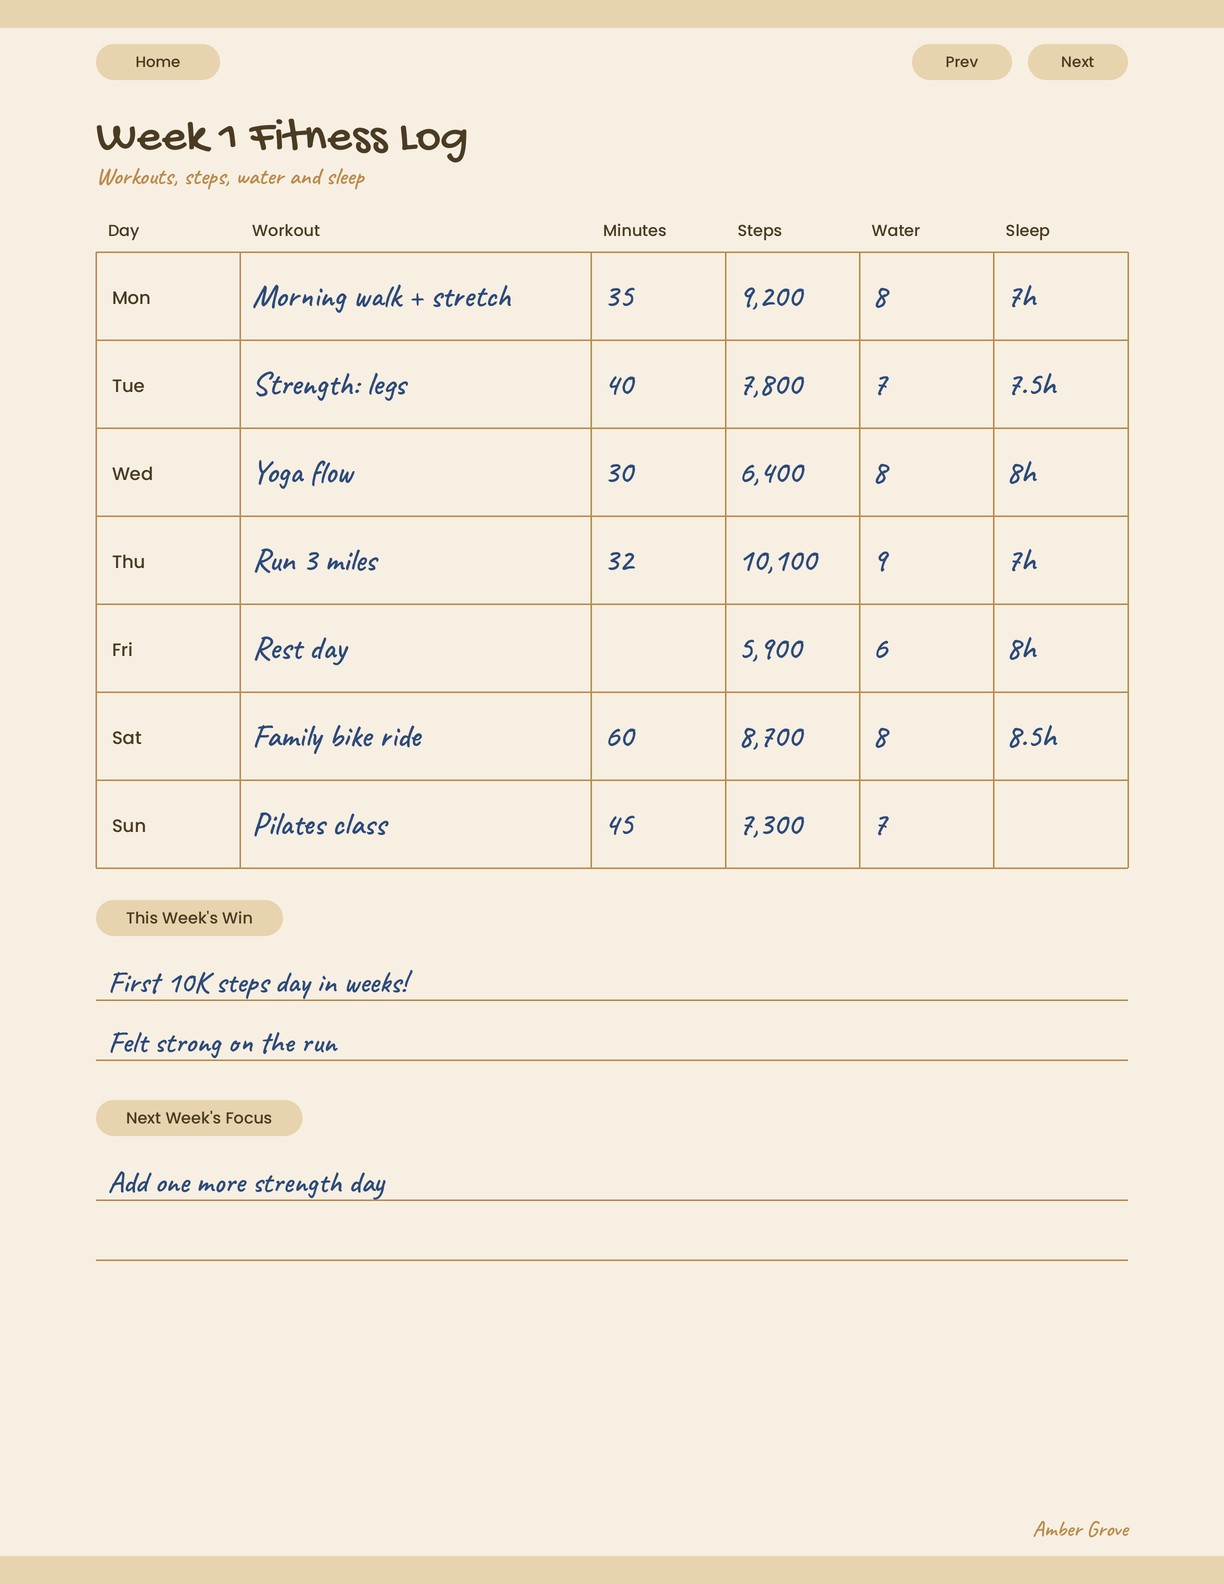 Home Prev Next
Week 1 Fitness Log
Workouts, steps, water and sleep
Day Workout Minutes Steps Water Sleep
Mon Morning walk + stretch 35 9,200 8 7h
Tue Strength: legs 40 7,800 7 7.5h
Wed Yoga flow 30 6,400 8 8h
Thu Run 3 miles 32 10,100 9 7h
Fri Rest day 5,900 6 8h
Sat Family bike ride 60 8,700 8 8.5h
Sun Pilates class 45 7,300 7
This Week's Win
First 10K steps day in weeks!
Felt strong on the run
Next Week's Focus
Add one more strength day
Amber Grove